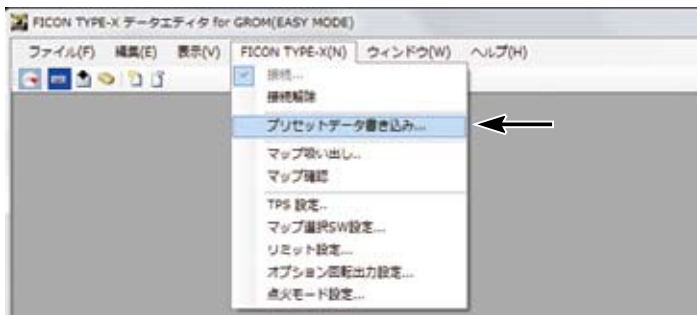 FICON TYPE-X データエディタ for GROM(EASY MODE)
ファイル(F) 編集(E) 表示(V) FICON TYPE-X(N) ウィンドウ(W) ヘルプ(H)
接続...
接続解除
プリセットデータ書き込み...
マップ吸い出し...
マップ確認
TPS 設定...
マップ選択SW設定...
リミット設定...
オプション回転出力設定...
点火モード設定...